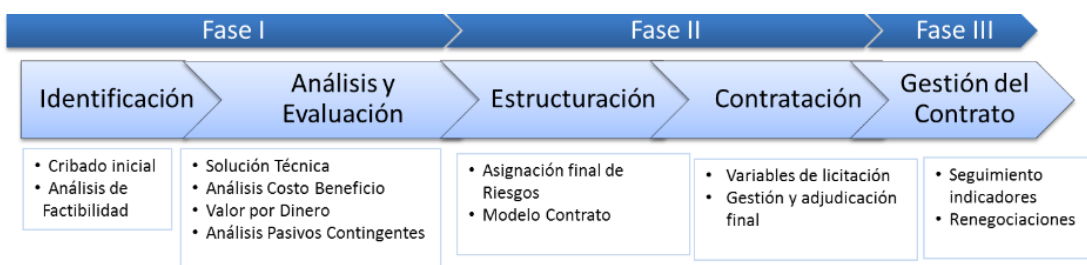 Fase I
Fase II
Fase III
Identificación
Análisis y
Evaluación
Estructuración
Contratación
Gestión del
Contrato
• Cribado inicial
• Análisis de
Factibilidad
• Solución Técnica
• Análisis Costo Beneficio
• Valor por Dinero
• Análisis Pasivos Contingentes
• Asignación final de
Riesgos
• Modelo Contrato
• Variables de licitación
• Gestión y adjudicación
final
• Seguimiento
indicadores
• Renegociaciones